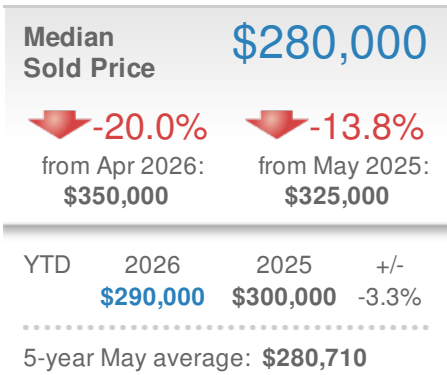 Median
Sold Price
$280,000
-20.0% -13.8%
from Apr 2026: from May 2025:
$350,000 $325,000
YTD 2026 2025 +/-
$290,000 $300,000 -3.3%
5-year May average: $280,710